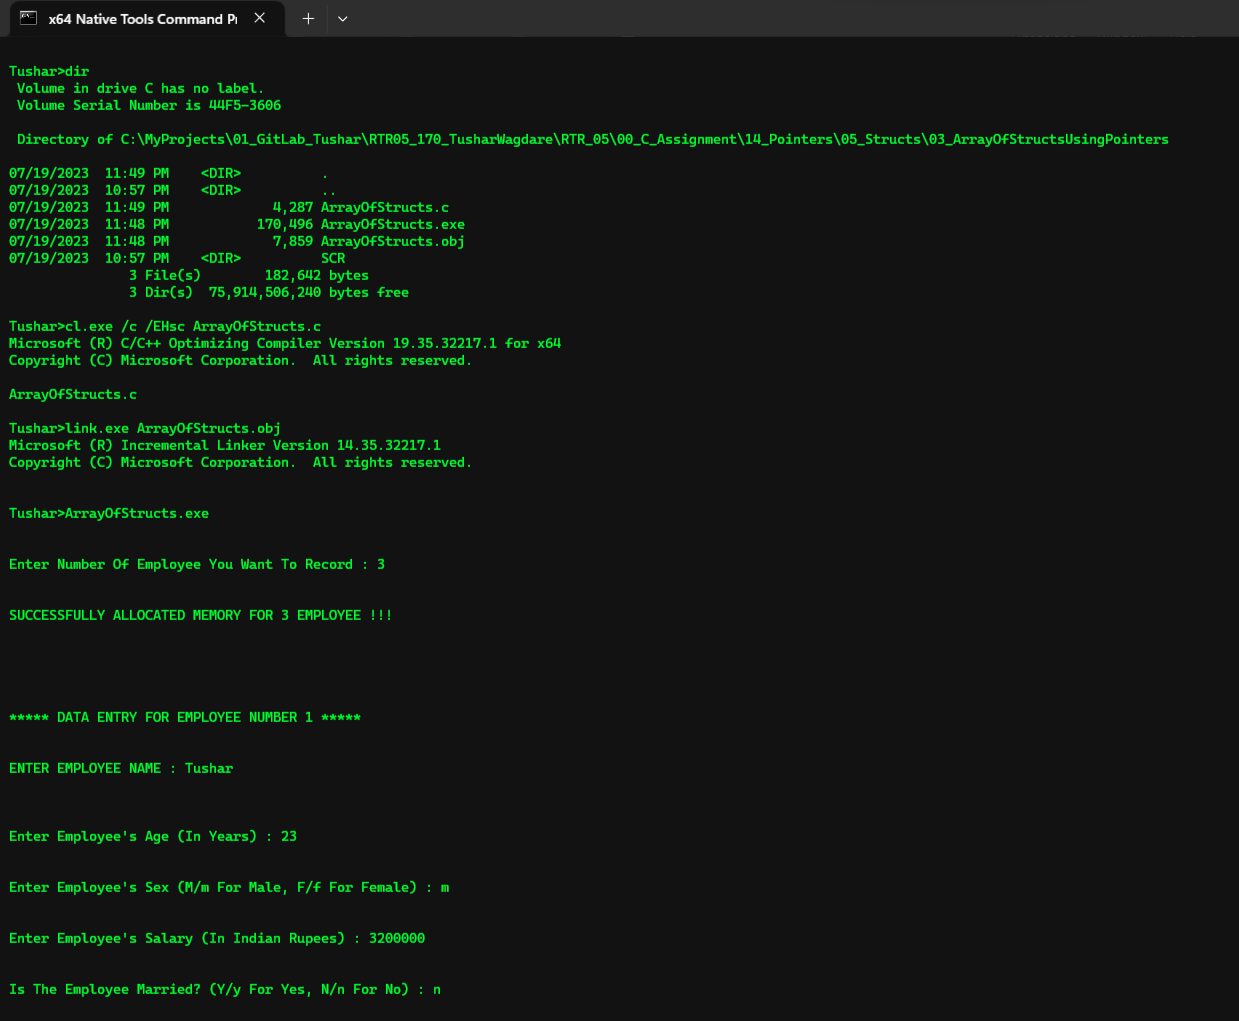 x64 Native Tools Command P
Tushar>dir
 Volume in drive C has no label.
 Volume Serial Number is 44F5-3606
 Directory of C:\MyProjects\01_GitLab_Tushar\RTR05_170_TusharWagdare\RTR_05\00_C_Assignment\14_Pointers\05_Structs\03_ArrayOfStructsUsingPointers
07/19/2023  11:49 PM    <DIR>          .
07/19/2023  10:57 PM    <DIR>          ..
07/19/2023  11:49 PM             4,287 ArrayOfStructs.c
07/19/2023  11:48 PM           170,496 ArrayOfStructs.exe
07/19/2023  11:48 PM             7,859 ArrayOfStructs.obj
07/19/2023  10:57 PM    <DIR>          SCR
               3 File(s)        182,642 bytes
               3 Dir(s)  75,914,506,240 bytes free
Tushar>cl.exe /c /EHsc ArrayOfStructs.c
Microsoft (R) C/C++ Optimizing Compiler Version 19.35.32217.1 for x64
Copyright (C) Microsoft Corporation.  All rights reserved.
ArrayOfStructs.c
Tushar>link.exe ArrayOfStructs.obj
Microsoft (R) Incremental Linker Version 14.35.32217.1
Copyright (C) Microsoft Corporation.  All rights reserved.
Tushar>ArrayOfStructs.exe
Enter Number Of Employee You Want To Record : 3
SUCCESSFULLY ALLOCATED MEMORY FOR 3 EMPLOYEE !!!
***** DATA ENTRY FOR EMPLOYEE NUMBER 1 *****
ENTER EMPLOYEE NAME : Tushar
Enter Employee's Age (In Years) : 23
Enter Employee's Sex (M/m For Male, F/f For Female) : m
Enter Employee's Salary (In Indian Rupees) : 3200000
Is The Employee Married? (Y/y For Yes, N/n For No) : n